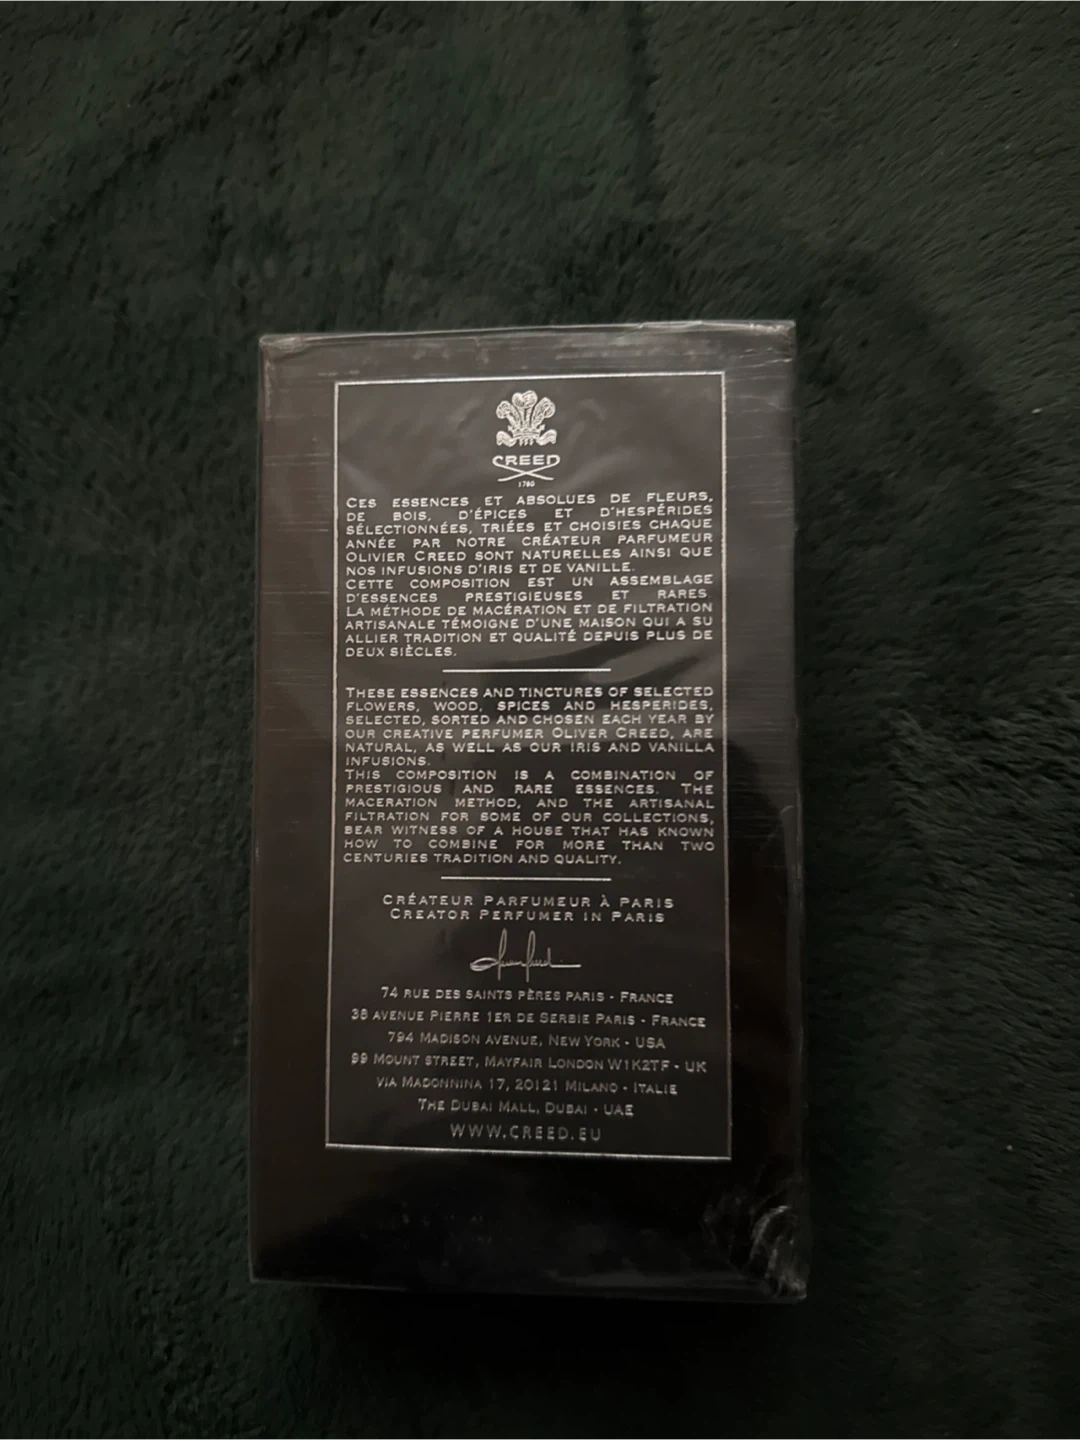 CREED
1760
CES ESSENCES ET ABSOLUES DE FLEURS,
DE BOIS, D'ÉPICES ET D'HESPÉRIDES
SÉLECTIONNÉES, TRIÉES ET CHOISIES CHAQUE
ANNÉE PAR NOTRE CRÉATEUR PARFUMEUR
OLIVIER CREED SONT NATURELLES AINSI QUE
NOS INFUSIONS D'IRIS ET DE VANILLE.
CETTE COMPOSITION EST UN ASSEMBLAGE
D'ESSENCES PRESTIGIEUSES ET RARES.
LA MÉTHODE DE MACÉRATION ET DE FILTRATION
ARTISANALE TÉMOIGNE D'UNE MAISON QUI A SU
ALLIER TRADITION ET QUALITÉ DEPUIS PLUS DE
DEUX SIÈCLES.
THESE ESSENCES AND TINCTURES OF SELECTED
FLOWERS, WOOD, SPICES AND HESPERIDES,
SELECTED, SORTED AND CHOSEN EACH YEAR BY
OUR CREATIVE PERFUMER OLIVER CREED, ARE
NATURAL, AS WELL AS OUR IRIS AND VANILLA
INFUSIONS.
THIS COMPOSITION IS A COMBINATION OF
PRESTIGIOUS AND RARE ESSENCES. THE
MACERATION METHOD, AND THE ARTISANAL
FILTRATION FOR SOME OF OUR COLLECTIONS,
BEAR WITNESS OF A HOUSE THAT HAS KNOWN
HOW TO COMBINE FOR MORE THAN TWO
CENTURIES TRADITION AND QUALITY.
CRÉATEUR PARFUMEUR À PARIS
CREATOR PERFUMER IN PARIS
74 RUE DES SAINTS PÈRES PARIS - FRANCE
38 AVENUE PIERRE 1ER DE SERBIE PARIS - FRANCE
794 MADISON AVENUE, NEW YORK - USA
99 MOUNT STREET, MAYFAIR LONDON W1K2TF - UK
VIA MADONNINA 17, 20121 MILANO - ITALIE
THE DUBAI MALL, DUBAI - UAE
WWW.CREED.EU